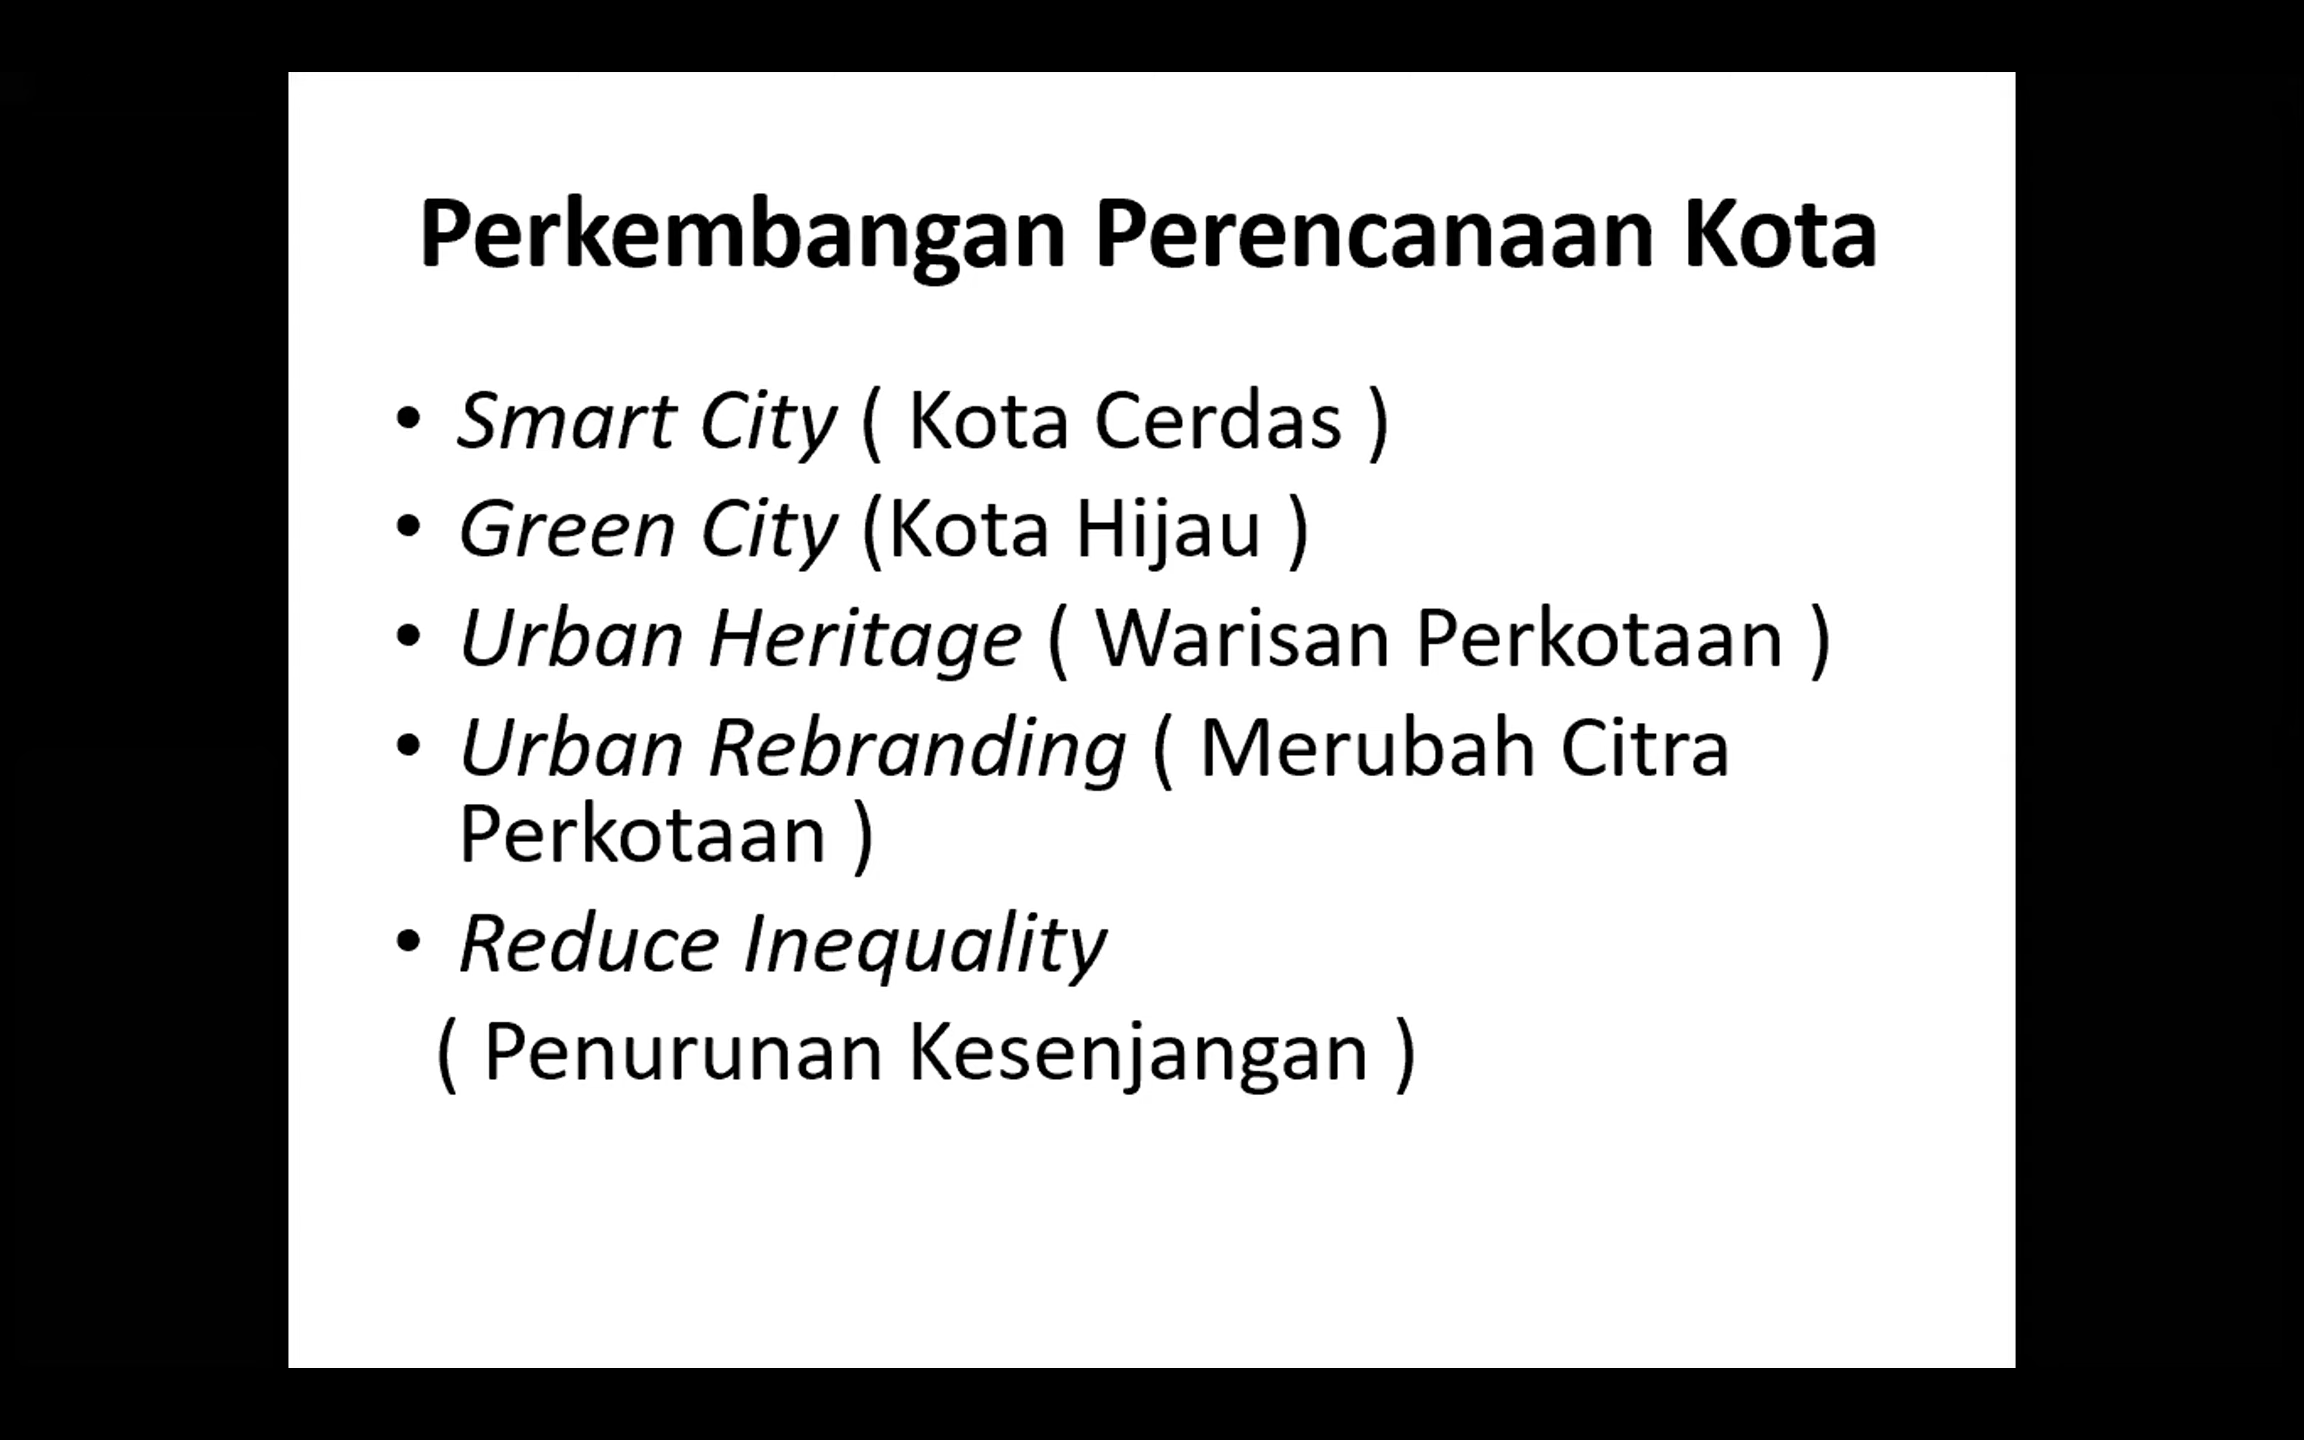 Perkembangan Perencanaan Kota
• Smart City ( Kota Cerdas )
• Green City (Kota Hijau )
• Urban Heritage ( Warisan Perkotaan )
• Urban Rebranding ( Merubah Citra
Perkotaan )
• Reduce Inequality
( Penurunan Kesenjangan )